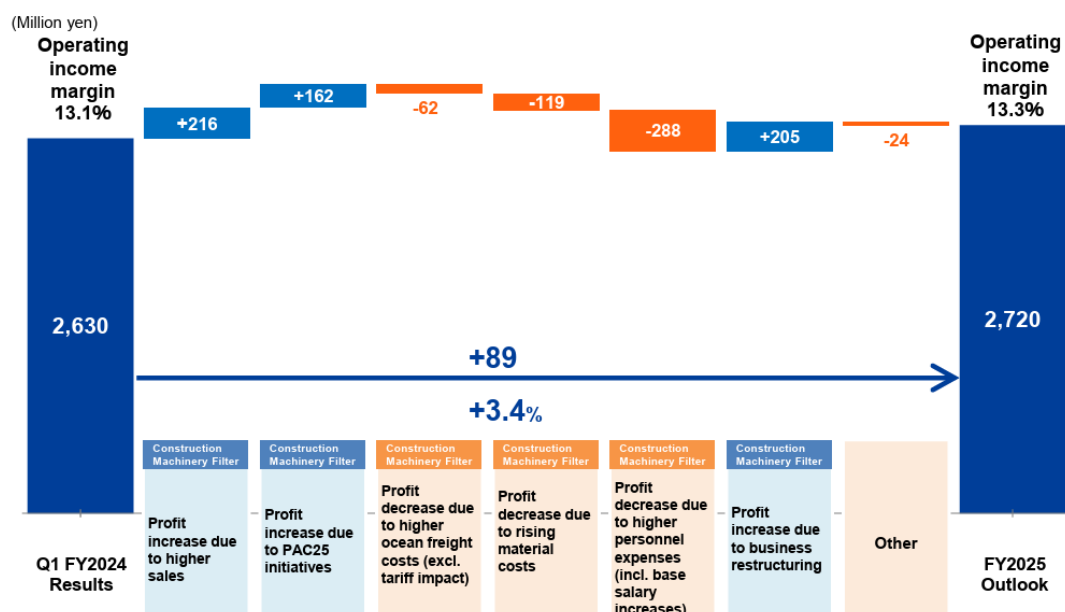 (Million yen)
Operating
income
margin
13.1%
Operating
income
margin
13.3%
+216
+162
-62
-119
-288
+205
-24
2,630
2,720
+89
+3.4%
Construction
Machinery Filter
Profit
increase due
to higher
sales
Construction
Machinery Filter
Profit
increase due
to PAC25
initiatives
Construction
Machinery Filter
Profit
decrease due
to higher
ocean freight
costs (excl.
tariff impact)
Construction
Machinery Filter
Profit
decrease due
to rising
material
costs
Construction
Machinery Filter
Profit
decrease due
to higher
personnel
expenses
(incl. base
salary
increases)
Construction
Machinery Filter
Profit
increase due
to business
restructuring
Other
Q1 FY2024
Results
FY2025
Outlook